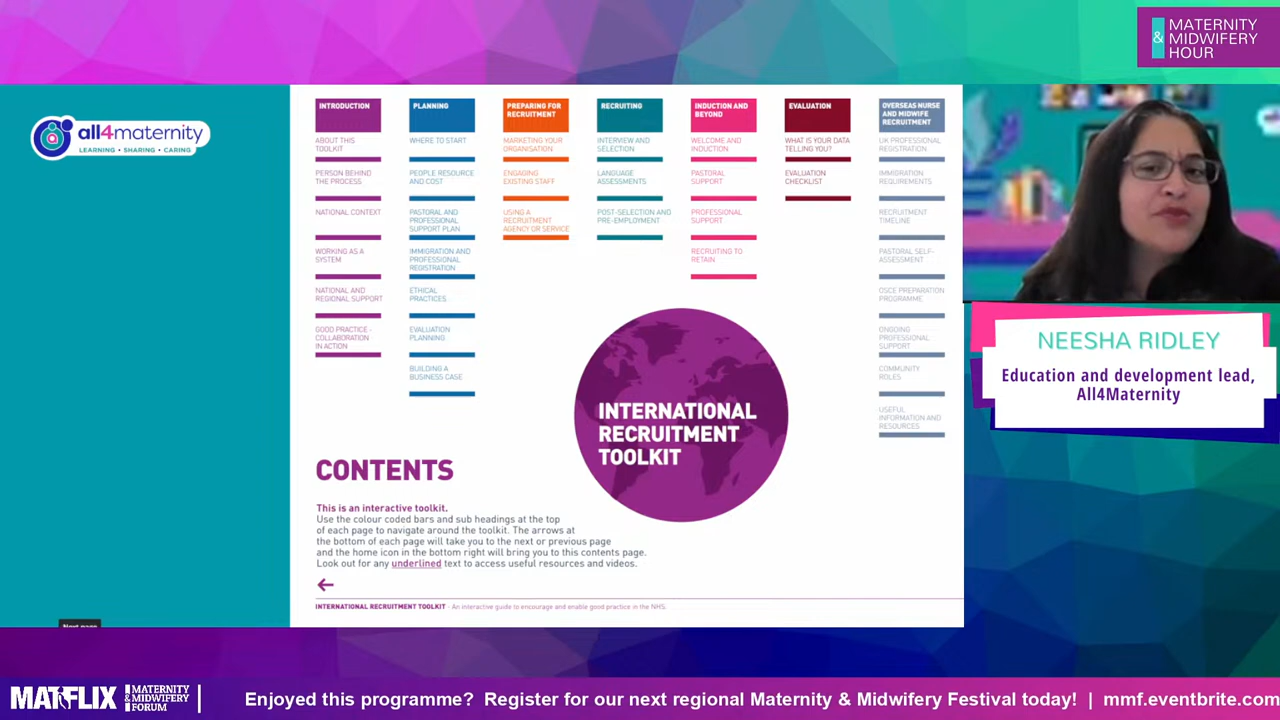 MATERNITY
& MIDWIFERY
HOUR
all4maternity
LEARNING • SHARING • CARING
INTRODUCTION
ABOUT THIS
TOOLKIT
PERSON BEHIND
THE PROCESS
NATIONAL CONTEXT
WORKING AS A
SYSTEM
NATIONAL AND
REGIONAL SUPPORT
GOOD PRACTICE -
COLLABORATION
IN ACTION
PLANNING
WHERE TO START
PEOPLE RESOURCE
AND COST
PASTORAL AND
PROFESSIONAL
SUPPORT PLAN
IMMIGRATION AND
PROFESSIONAL
REGISTRATION
ETHICAL
PRACTICES
EVALUATION
PLANNING
BUILDING A
BUSINESS CASE
PREPARING FOR
RECRUITMENT
MARKETING YOUR
ORGANISATION
ENGAGING
EXISTING STAFF
USING A
RECRUITMENT
AGENCY OR SERVICE
RECRUITING
INTERVIEW AND
SELECTION
LANGUAGE
ASSESSMENTS
POST-SELECTION AND
PRE-EMPLOYMENT
INDUCTION AND
BEYOND
WELCOME AND
INDUCTION
PASTORAL
SUPPORT
PROFESSIONAL
SUPPORT
RECRUITING TO
RETAIN
EVALUATION
WHAT IS YOUR DATA
TELLING YOU?
EVALUATION
CHECKLIST
OVERSEAS NURSE
AND MIDWIFE
RECRUITMENT
UK PROFESSIONAL
REGISTRATION
IMMIGRATION
REQUIREMENTS
RECRUITMENT
TIMELINE
PASTORAL SELF-
ASSESSMENT
OSCE PREPARATION
PROGRAMME
ONGOING
PROFESSIONAL
SUPPORT
COMMUNITY
ROLES
USEFUL
INFORMATION AND
RESOURCES
INTERNATIONAL
RECRUITMENT
TOOLKIT
CONTENTS
This is an interactive toolkit.
Use the colour coded bars and sub headings at the top
of each page to navigate around the toolkit. The arrows at
the bottom of each page will take you to the next or previous page
and the home icon in the bottom right will bring you to this contents page.
Look out for any underlined text to access useful resources and videos.
INTERNATIONAL RECRUITMENT TOOLKIT - An interactive guide to encourage and enable good practice in the NHS.
NEESHA RIDLEY
Education and development lead,
All4Maternity
MATFLIX
MATERNITY
& MIDWIFERY
FORUM
Enjoyed this programme? Register for our next regional Maternity & Midwifery Festival today! | mmf.eventbrite.com